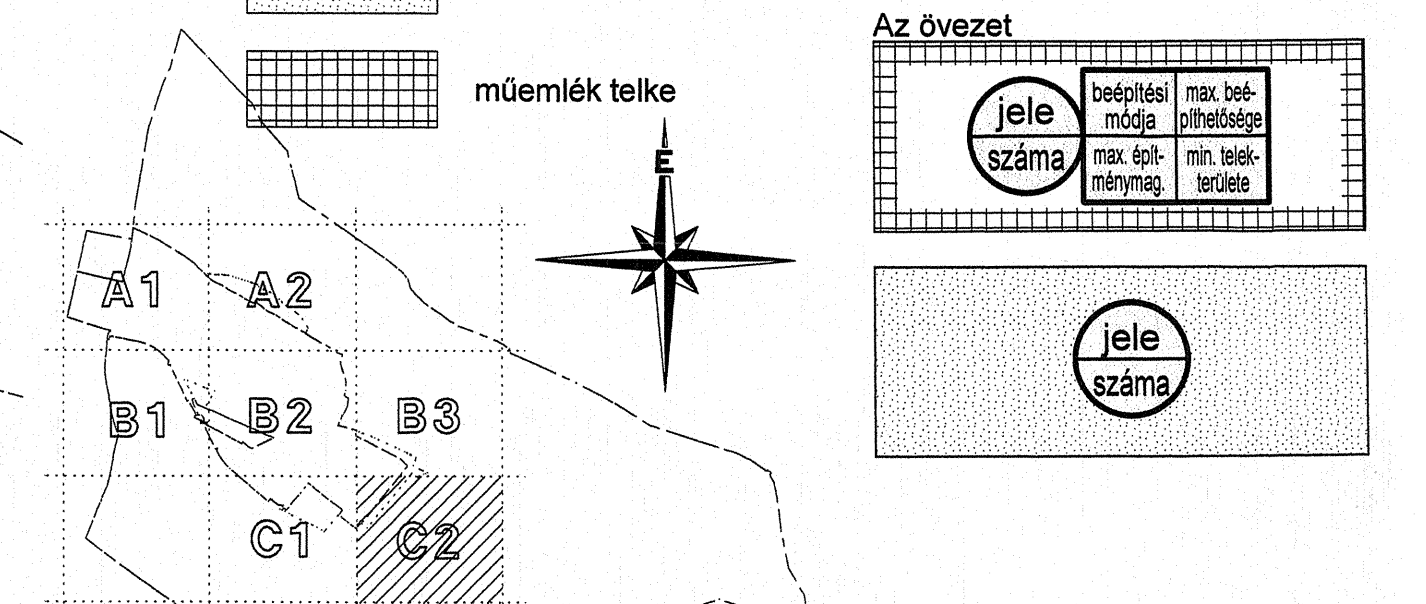 műemlék telke
E
A1
A2
B1
B2
B3
C1
C2
Az övezet
jele
száma
beépítési
módja
max. beé-
píthetősége
max. épít-
ménymag.
min. telek-
területe
jele
száma